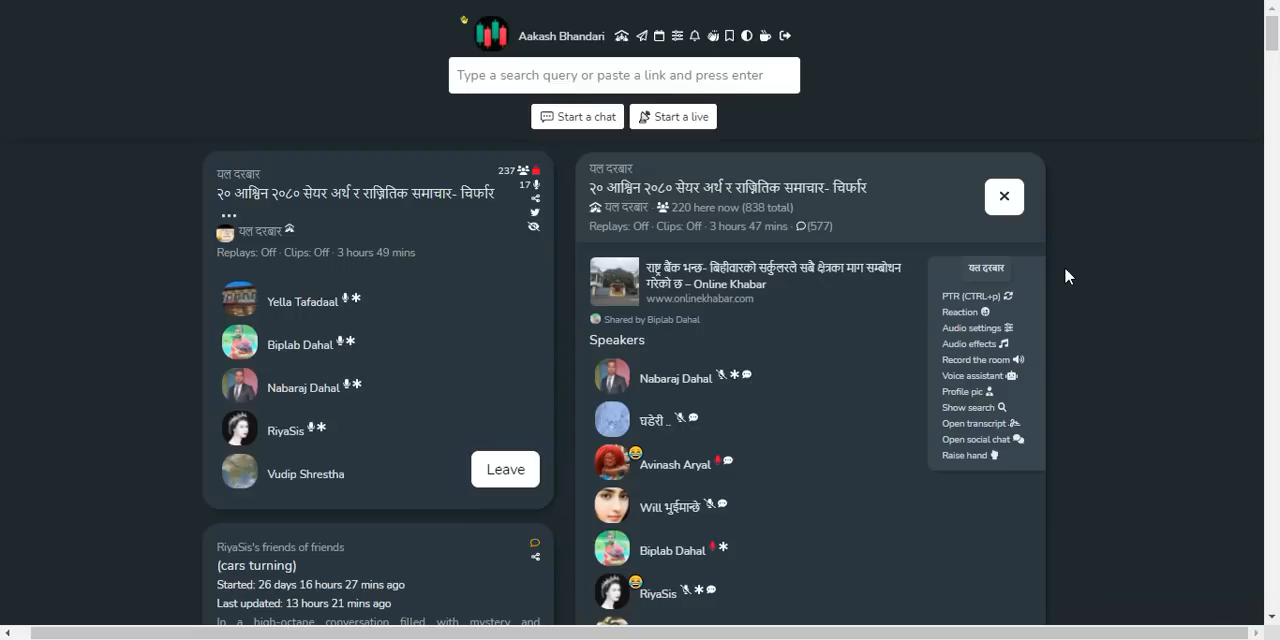 Aakash Bhandari
Type a search query or paste a link and press enter
Start a chat
Start a live
यल दरबार
237
२० आश्विन २०८० सेयर अर्थ र राज्नितिक समाचार- चिर्फार
...
17
यल दरबार
Replays: Off · Clips: Off · 3 hours 49 mins
Yella Tafadaal
Biplab Dahal
Nabaraj Dahal
RiyaSis
Vudip Shrestha
Leave
RiyaSis's friends of friends
(cars turning)
Started: 26 days 16 hours 27 mins ago
Last updated: 13 hours 21 mins ago
In a high-octane conversation filled with mystery and
यल दरबार
२० आश्विन २०८० सेयर अर्थ र राज्नितिक समाचार- चिर्फार
यल दरबार · 220 here now (838 total)
Replays: Off · Clips: Off · 3 hours 47 mins · (577)
राष्ट्र बैंक भन्छ- बिहीवारको सर्कुलरले सबै क्षेत्रका माग सम्बोधन
गरेको छ – Online Khabar
www.onlinekhabar.com
Shared by Biplab Dahal
Speakers
Nabaraj Dahal
घडेरी ..
Avinash Aryal
Will भुईमान्छे
Biplab Dahal
RiyaSis
यल दरबार
PTR (CTRL+p)
Reaction
Audio settings
Audio effects
Record the room
Voice assistant
Profile pic
Show search
Open transcript
Open social chat
Raise hand